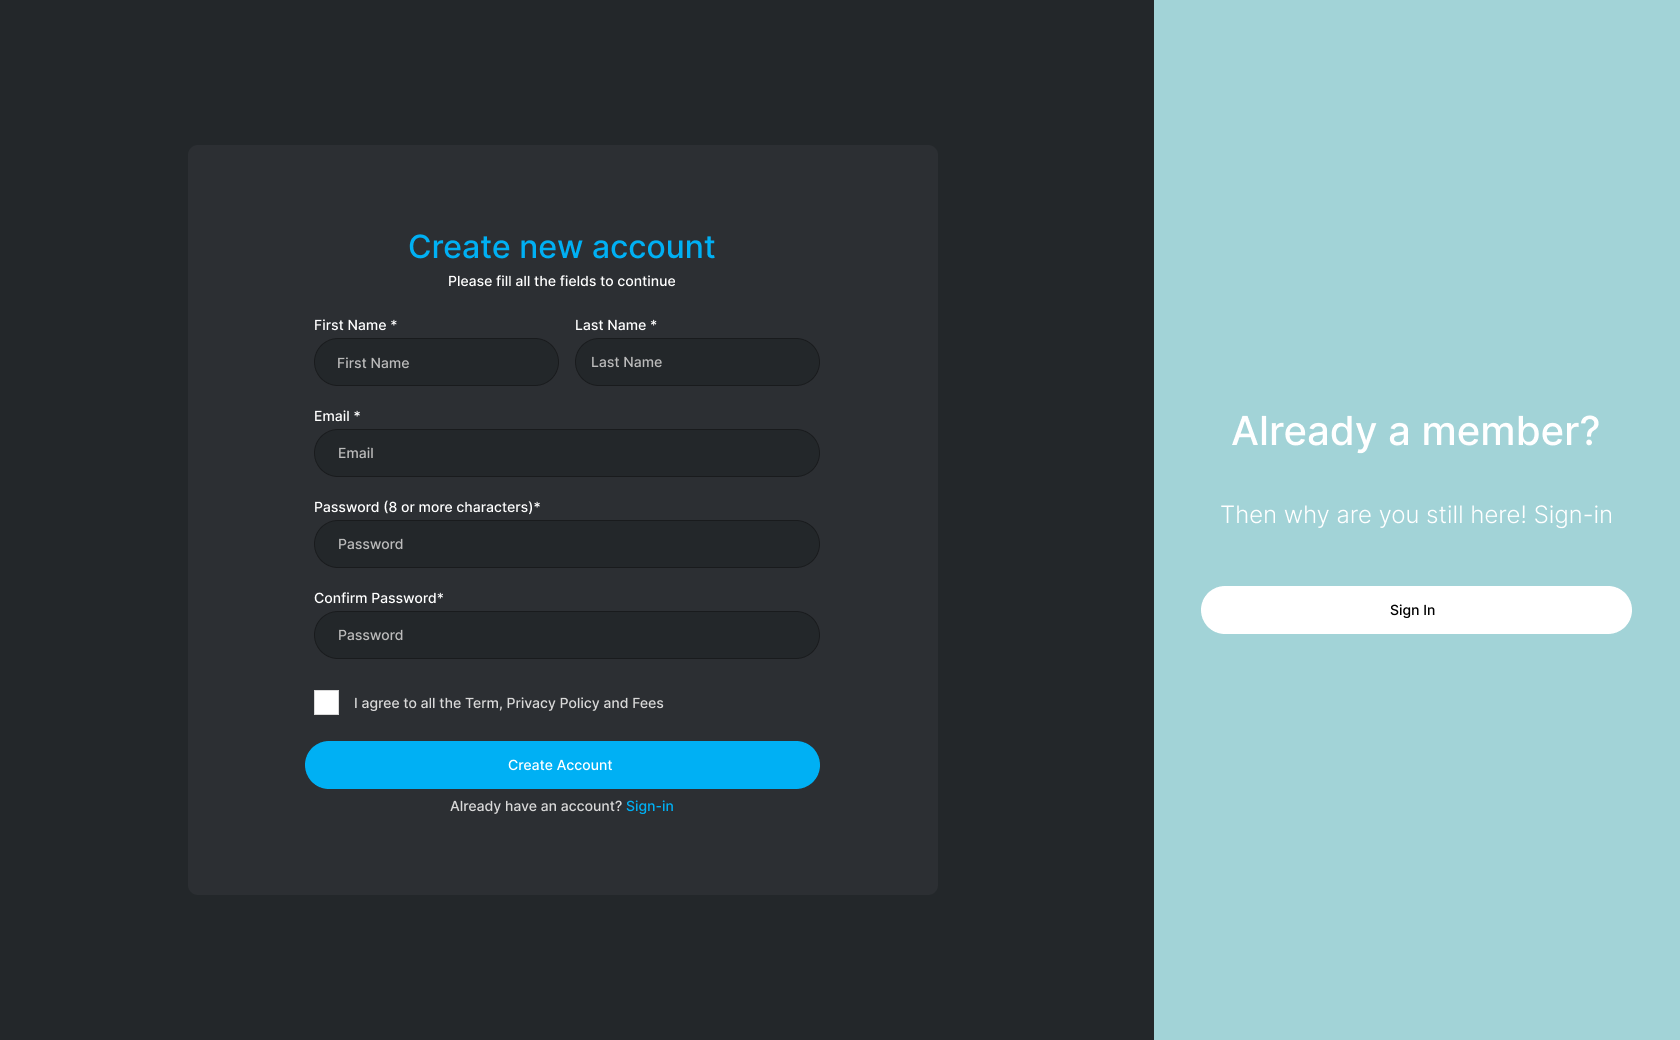 Create new account
Please fill all the fields to continue
First Name *
Last Name *
First Name
Last Name
Email *
Email
Password (8 or more characters)*
Password
Confirm Password*
Password
I agree to all the Term, Privacy Policy and Fees
Create Account
Already have an account? Sign-in
Already a member?
Then why are you still here! Sign-in
Sign In